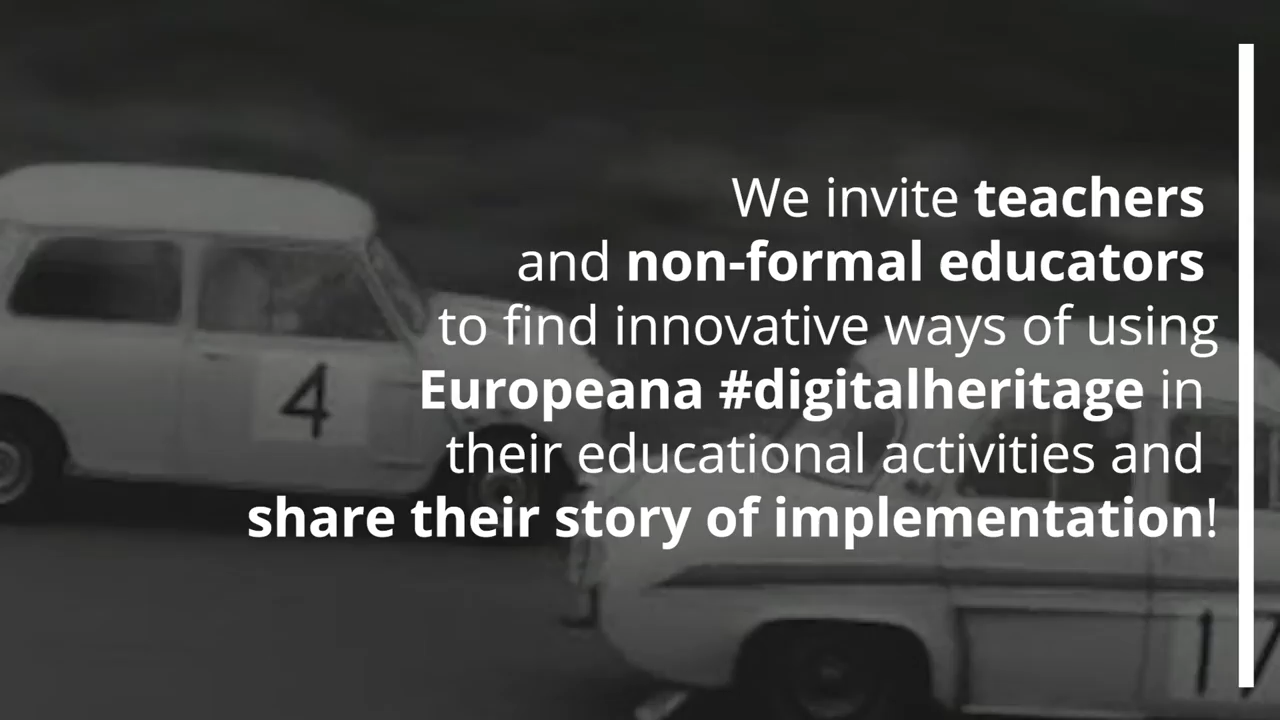 We invite teachers
and non-formal educators
to find innovative ways of using
Europeana #digitalheritage in
their educational activities and
share their story of implementation!
4
17